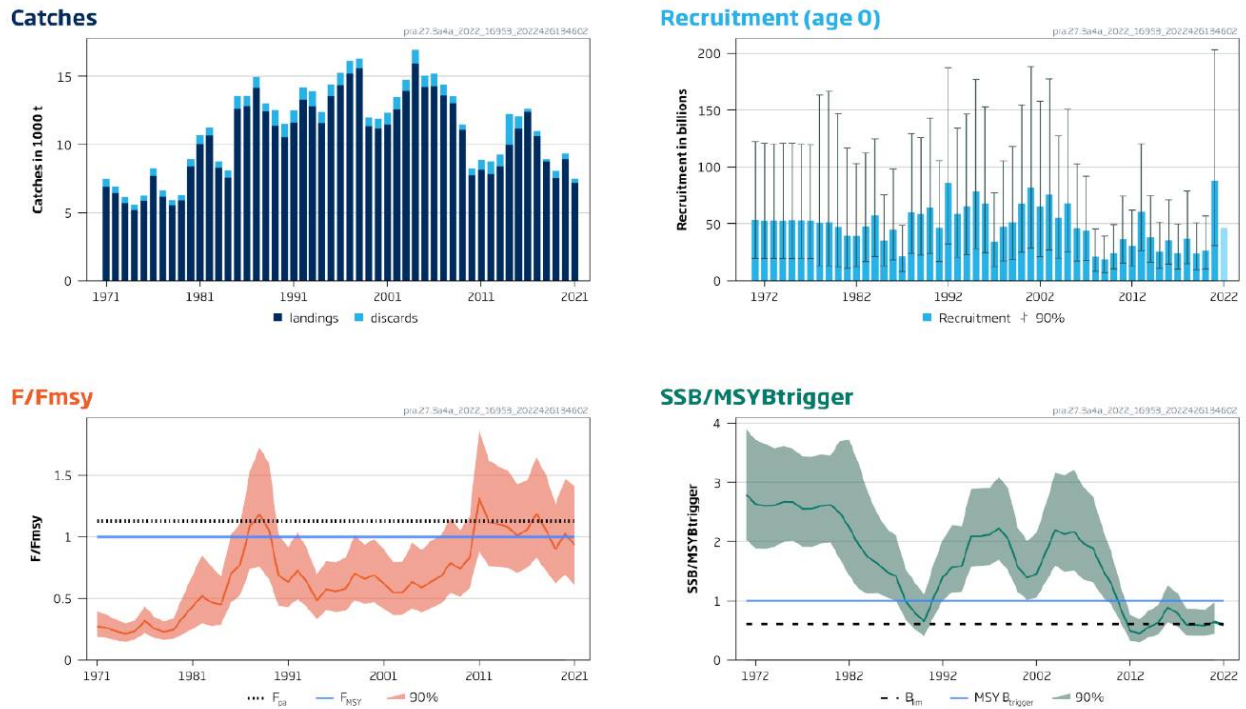 Catches
pra.27.3a4a_2022_16953_2022426134602
Catches in 1000 t
15
10
5
0
1971 1981 1991 2001 2011 2021
landings discards
Recruitment (age 0)
pra.27.3a4a_2022_16953_2022426134602
Recruitment in billions
200
150
100
50
0
1972 1982 1992 2002 2012 2022
Recruitment 90%
F/Fmsy
pra.27.3a4a_2022_16953_2022426134602
F/Fmsy
1.5
1
0.5
0
1971 1981 1991 2001 2011 2021
Fpa FMSY 90%
SSB/MSYBtrigger
pra.27.3a4a_2022_16953_2022426134602
SSB/MSYBtrigger
4
3
2
1
0
1972 1982 1992 2002 2012 2022
Blim MSY Btrigger 90%